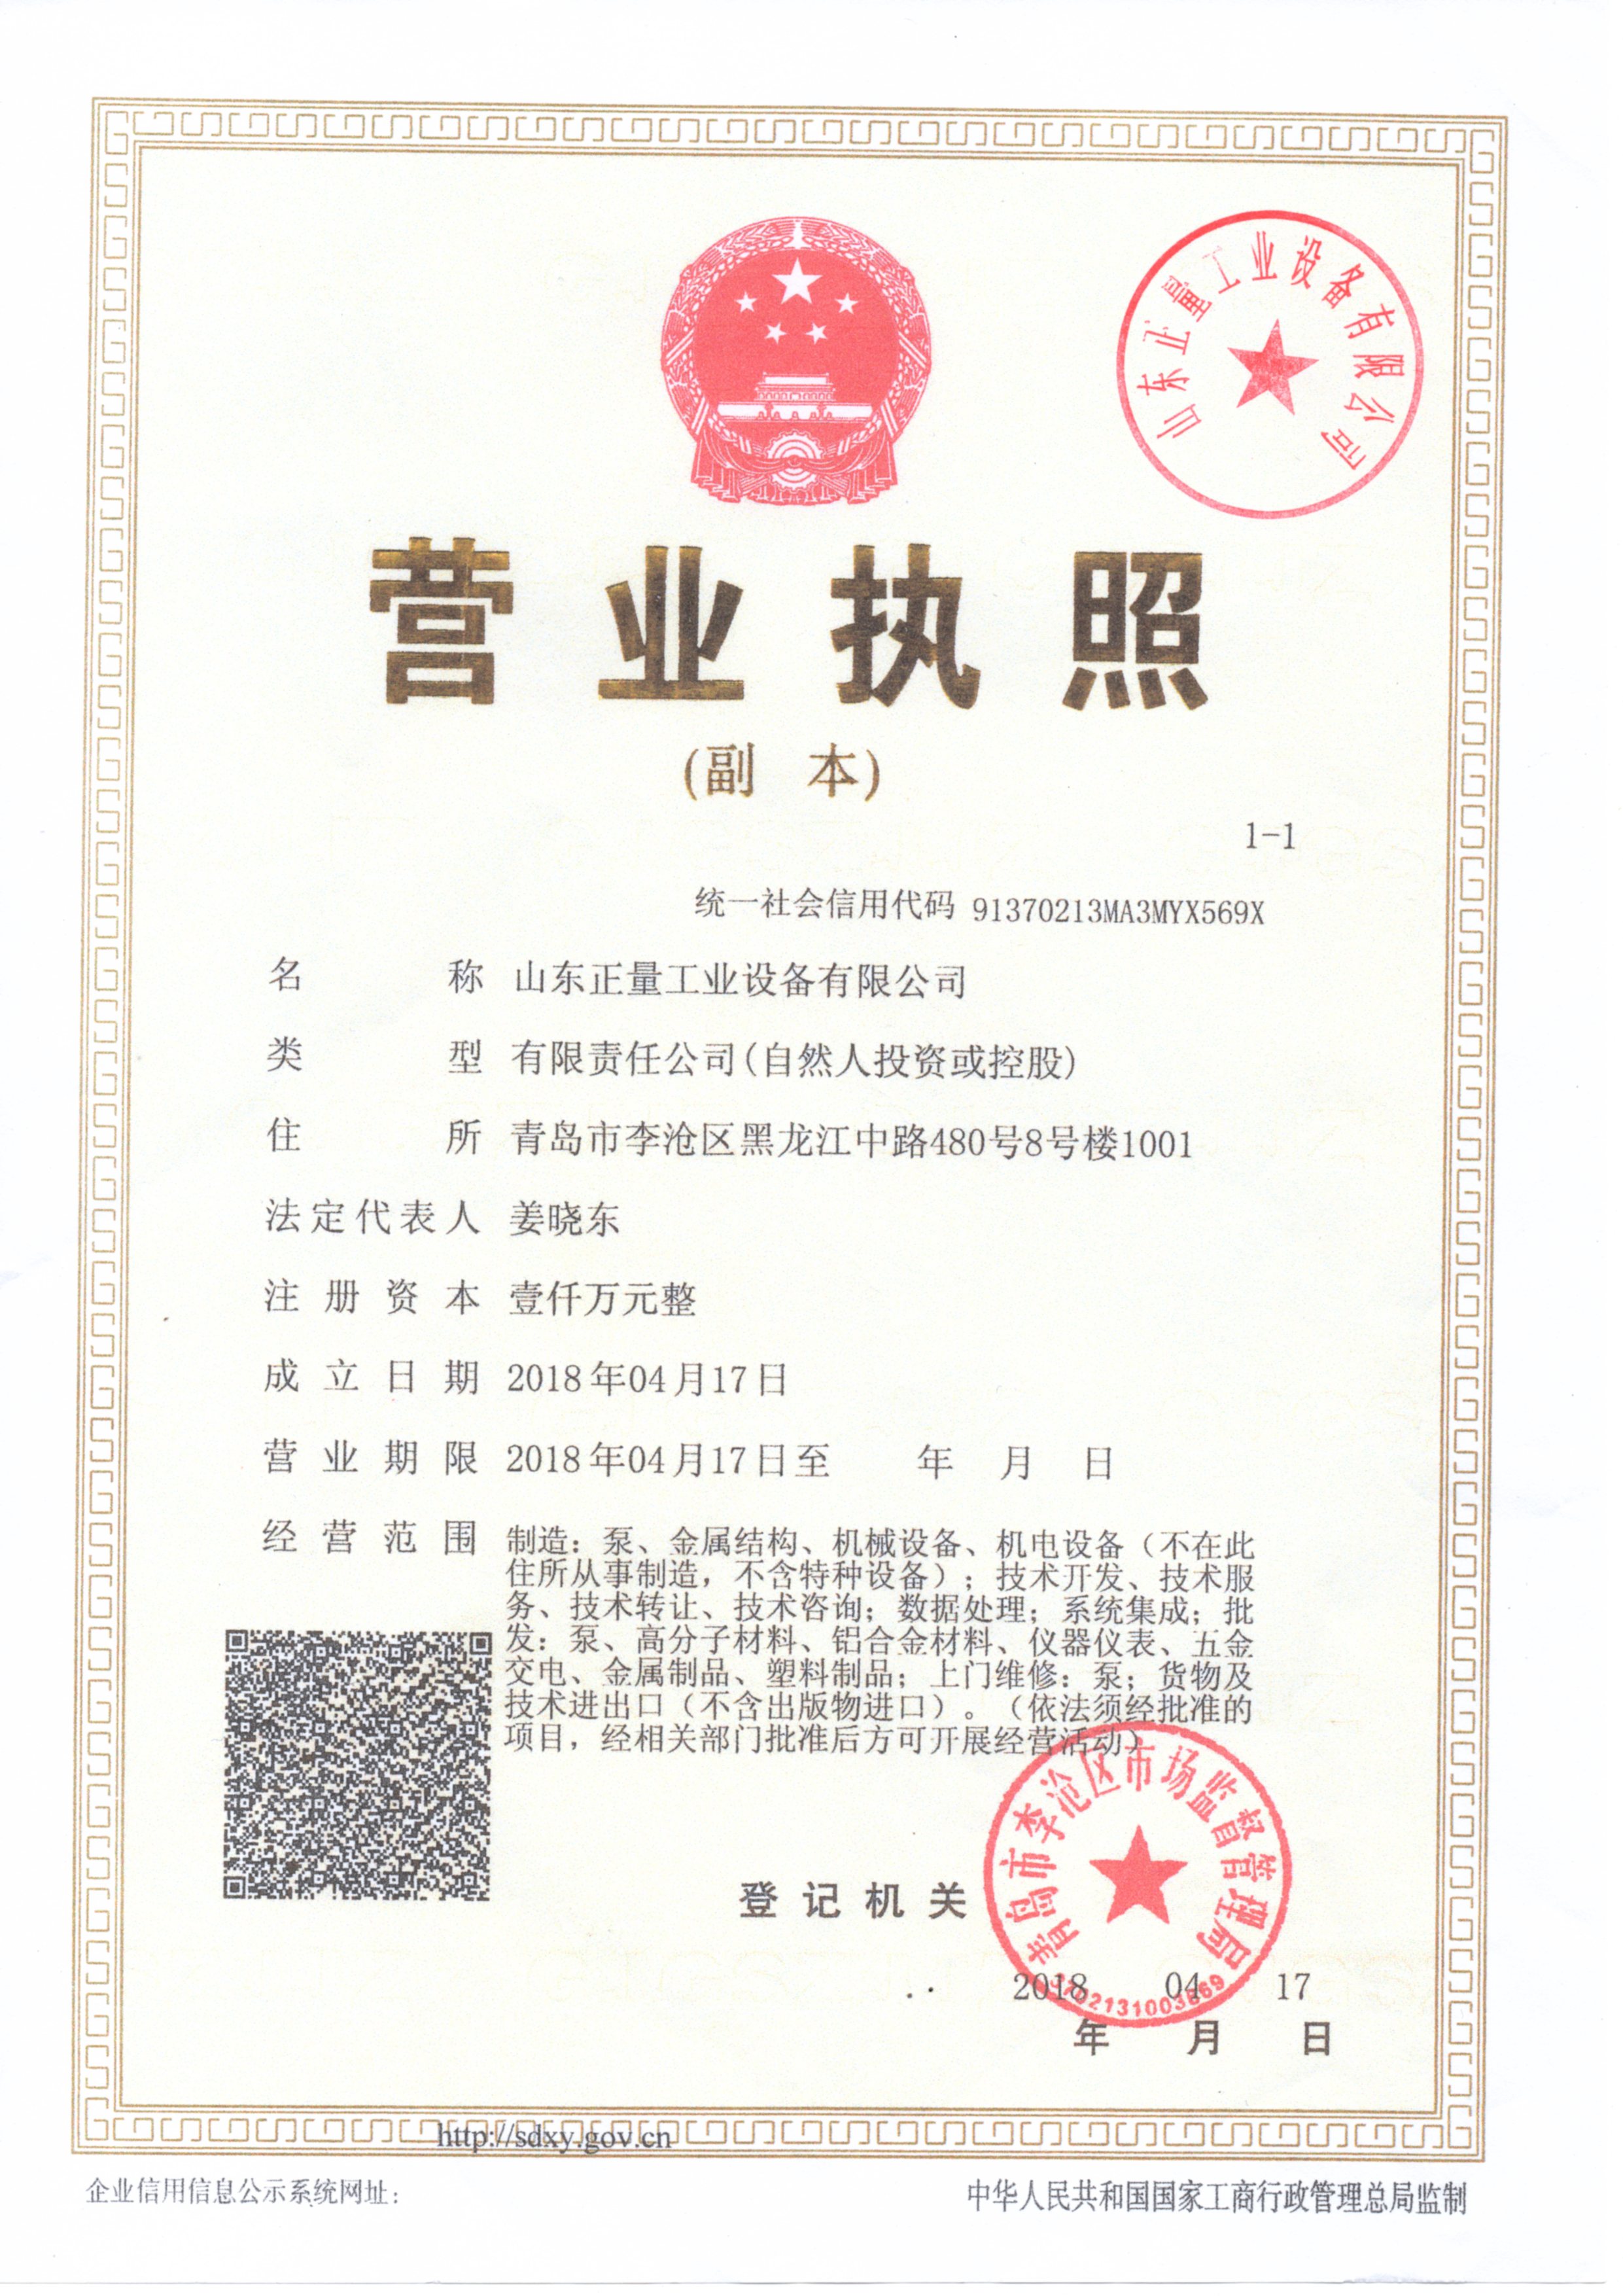 山东正量工业设备有限公司
营业执照
(副 本)
1-1
统一社会信用代码 91370213MA3MYX569X
名 称 山东正量工业设备有限公司
类 型 有限责任公司(自然人投资或控股)
住 所 青岛市李沧区黑龙江中路480号8号楼1001
法定代表人 姜晓东
注册资本 壹仟万元整
成立日期 2018年04月17日
营业期限 2018年04月17日至 年 月 日
经营范围 制造：泵、金属结构、机械设备、机电设备（不在此
住所从事制造，不含特种设备）；技术开发、技术服
务、技术转让、技术咨询；数据处理；系统集成；批
发：泵、高分子材料、铝合金材料、仪器仪表、五金
交电、金属制品、塑料制品；上门维修：泵；货物及
技术进出口（不含出版物进口）。（依法须经批准的
项目，经相关部门批准后方可开展经营活动）
青岛市李沧区市场监督管理局
登记机关
2018 04 17
年 月 日
http://sdxy.gov.cn
企业信用信息公示系统网址：
中华人民共和国国家工商行政管理总局监制